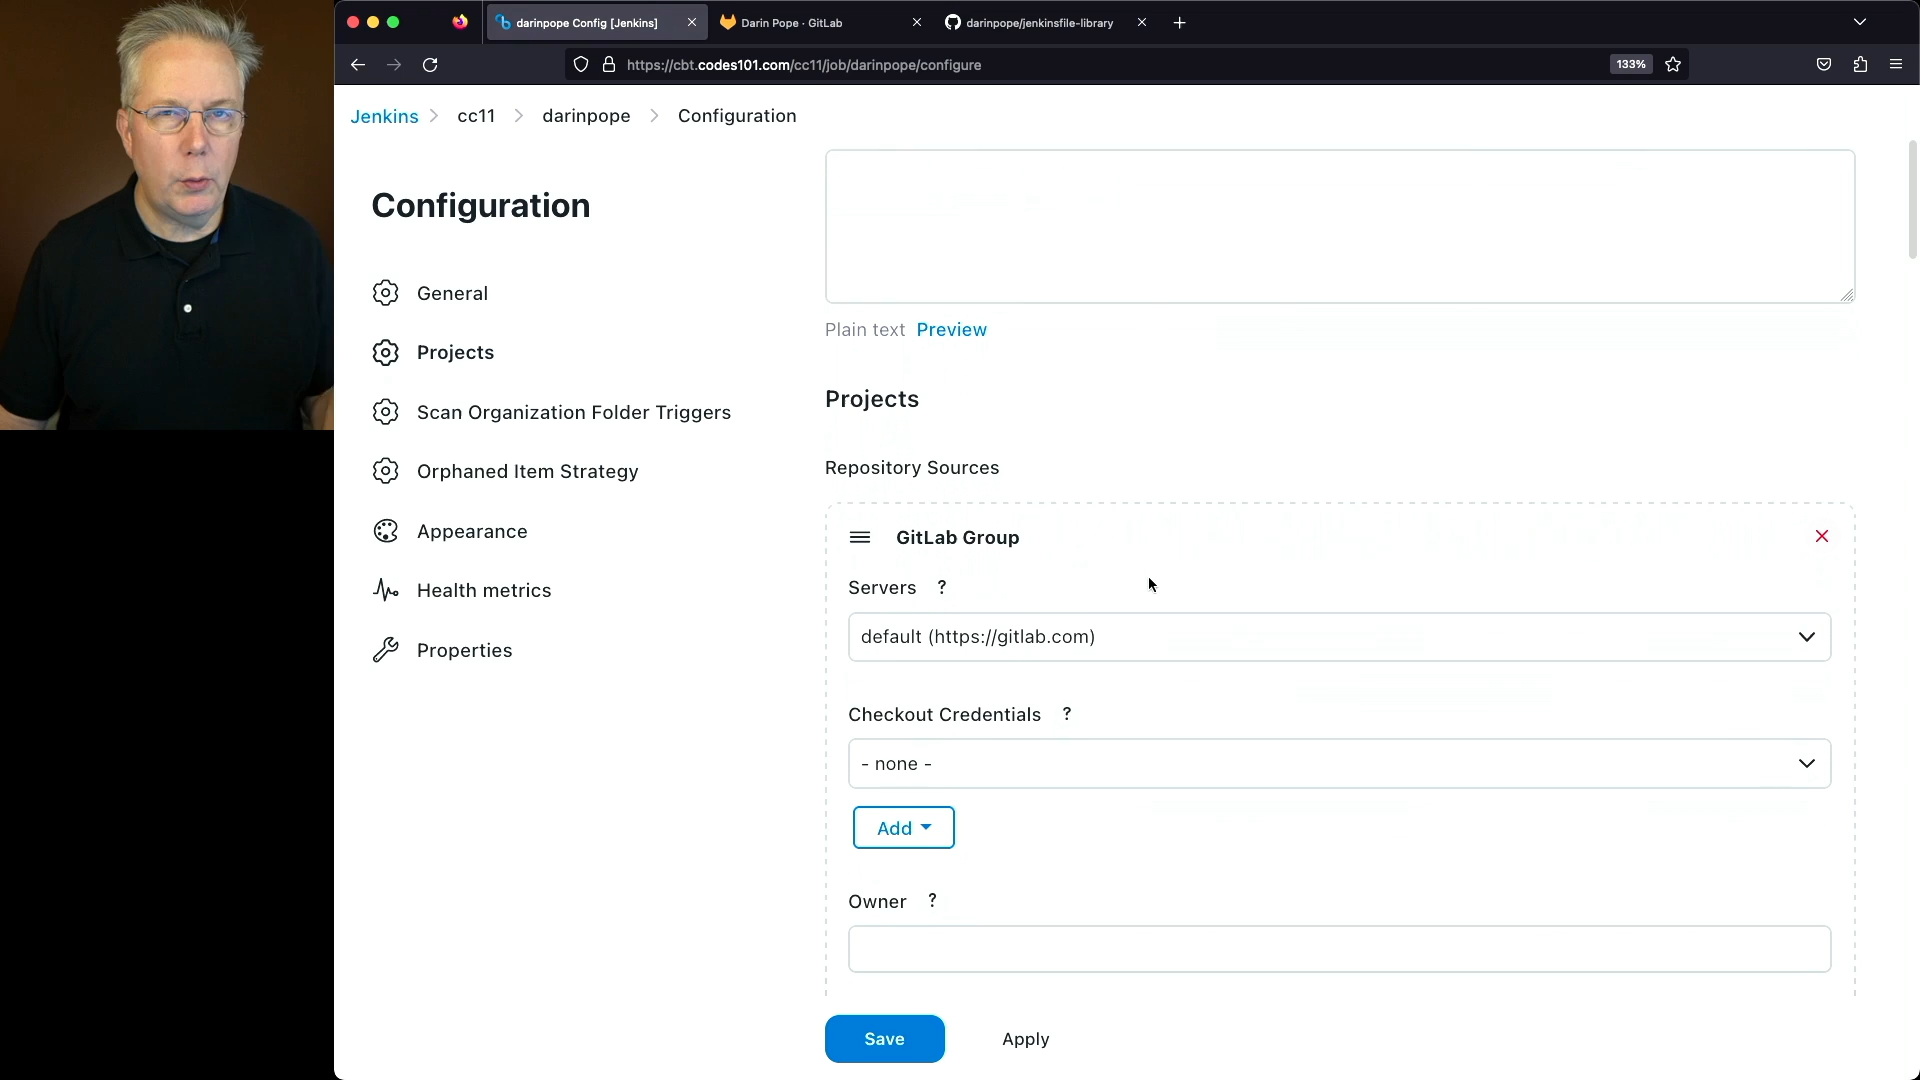 darinpope Config [Jenkins]
Darin Pope · GitLab
darinpope/jenkinsfile-library
https://cbt.codes101.com/cc11/job/darinpope/configure
133%
Jenkins > cc11 > darinpope > Configuration
Configuration
General
Projects
Scan Organization Folder Triggers
Orphaned Item Strategy
Appearance
Health metrics
Properties
Plain text Preview
Projects
Repository Sources
GitLab Group
Servers ?
default (https://gitlab.com)
Checkout Credentials ?
- none -
Add
Owner ?
Save
Apply